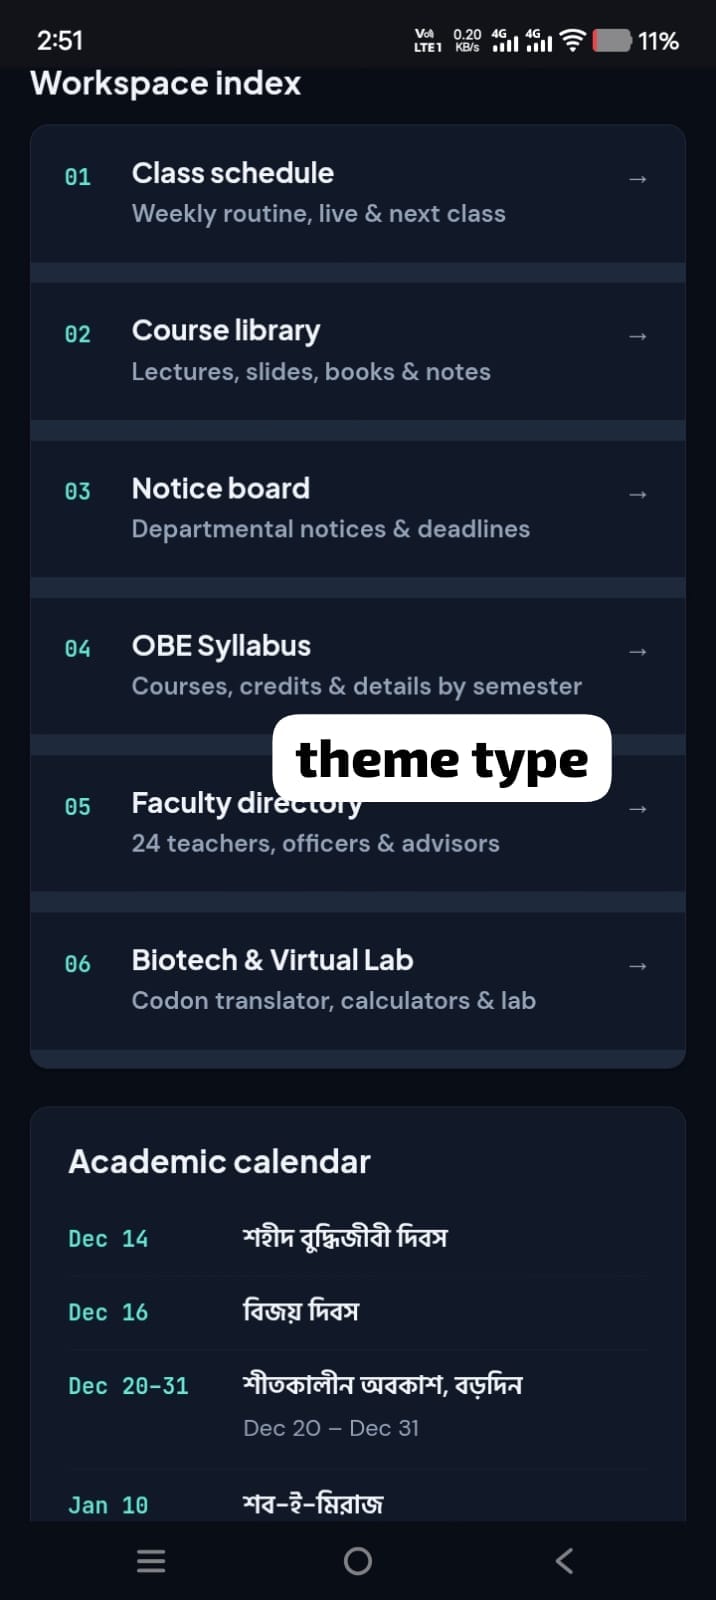 2:51
Vo) LTE1 0.20 KB/s 4G 4G 11%
Workspace index
01 Class schedule →
Weekly routine, live & next class
02 Course library →
Lectures, slides, books & notes
03 Notice board →
Departmental notices & deadlines
04 OBE Syllabus →
Courses, credits & details by semester
theme type
05 Faculty directory →
24 teachers, officers & advisors
06 Biotech & Virtual Lab →
Codon translator, calculators & lab
Academic calendar
Dec 14 শহীদ বুদ্ধিজীবী দিবস
Dec 16 বিজয় দিবস
Dec 20–31 শীতকালীন অবকাশ, বড়দিন
Dec 20 – Dec 31
Jan 10 শব-ই-মিরাজ